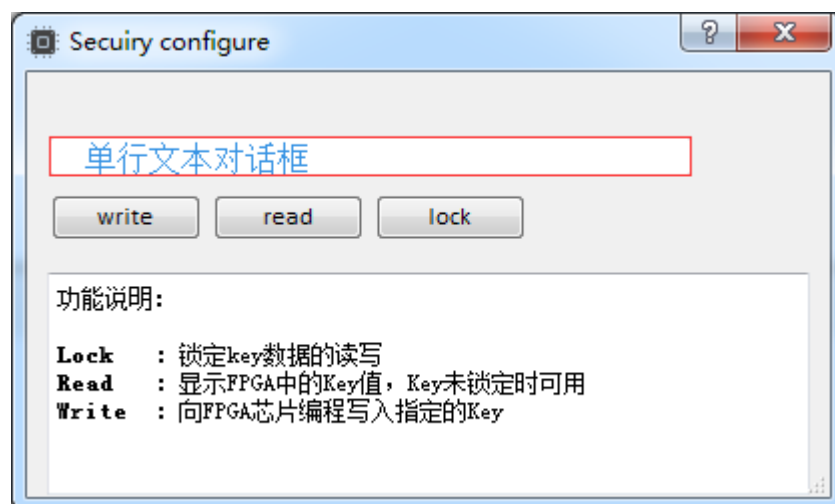 Secuiry configure
单行文本对话框
write read lock
功能说明:
Lock : 锁定key数据的读写
Read : 显示FPGA中的Key值，Key未锁定时可用
Write : 向FPGA芯片编程写入指定的Key